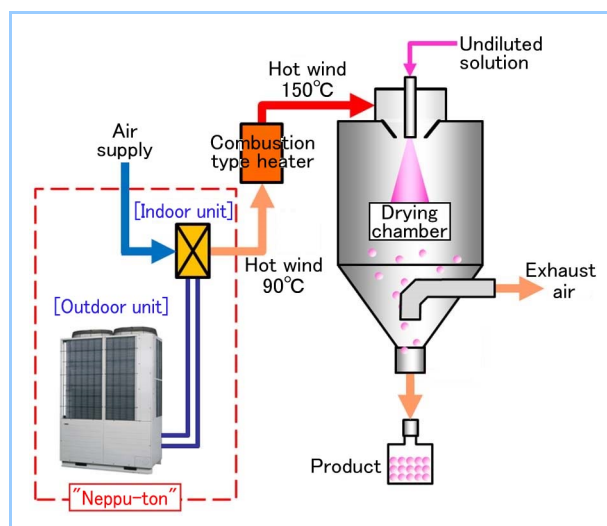 Undiluted
solution
Hot wind
150℃
Air
supply
Combustion
type heater
[Indoor unit]
Drying
chamber
Hot wind
90℃
Exhaust
air
[Outdoor unit]
Product
"Neppu-ton"